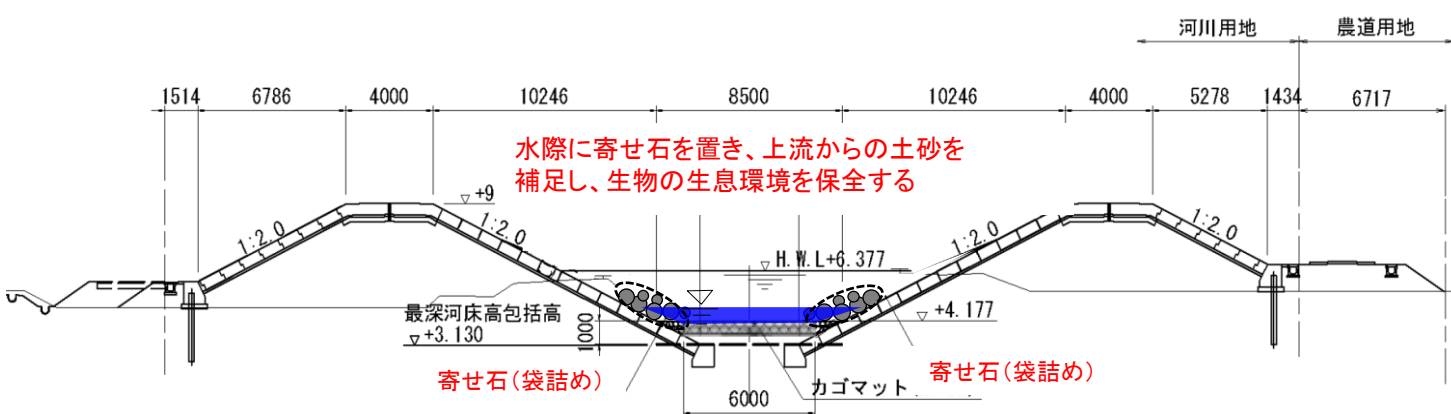 河川用地
農道用地
1514
6786
4000
10246
8500
10246
4000
5278
1434
6717
水際に寄せ石を置き、上流からの土砂を
補足し、生物の生息環境を保全する
+9
1:2.0
1:2.0
1:2.0
1:2.0
H.W.L+6.377
最深河床高包括高
+3.130
1000
+4.177
寄せ石(袋詰め)
カゴマット
寄せ石(袋詰め)
6000